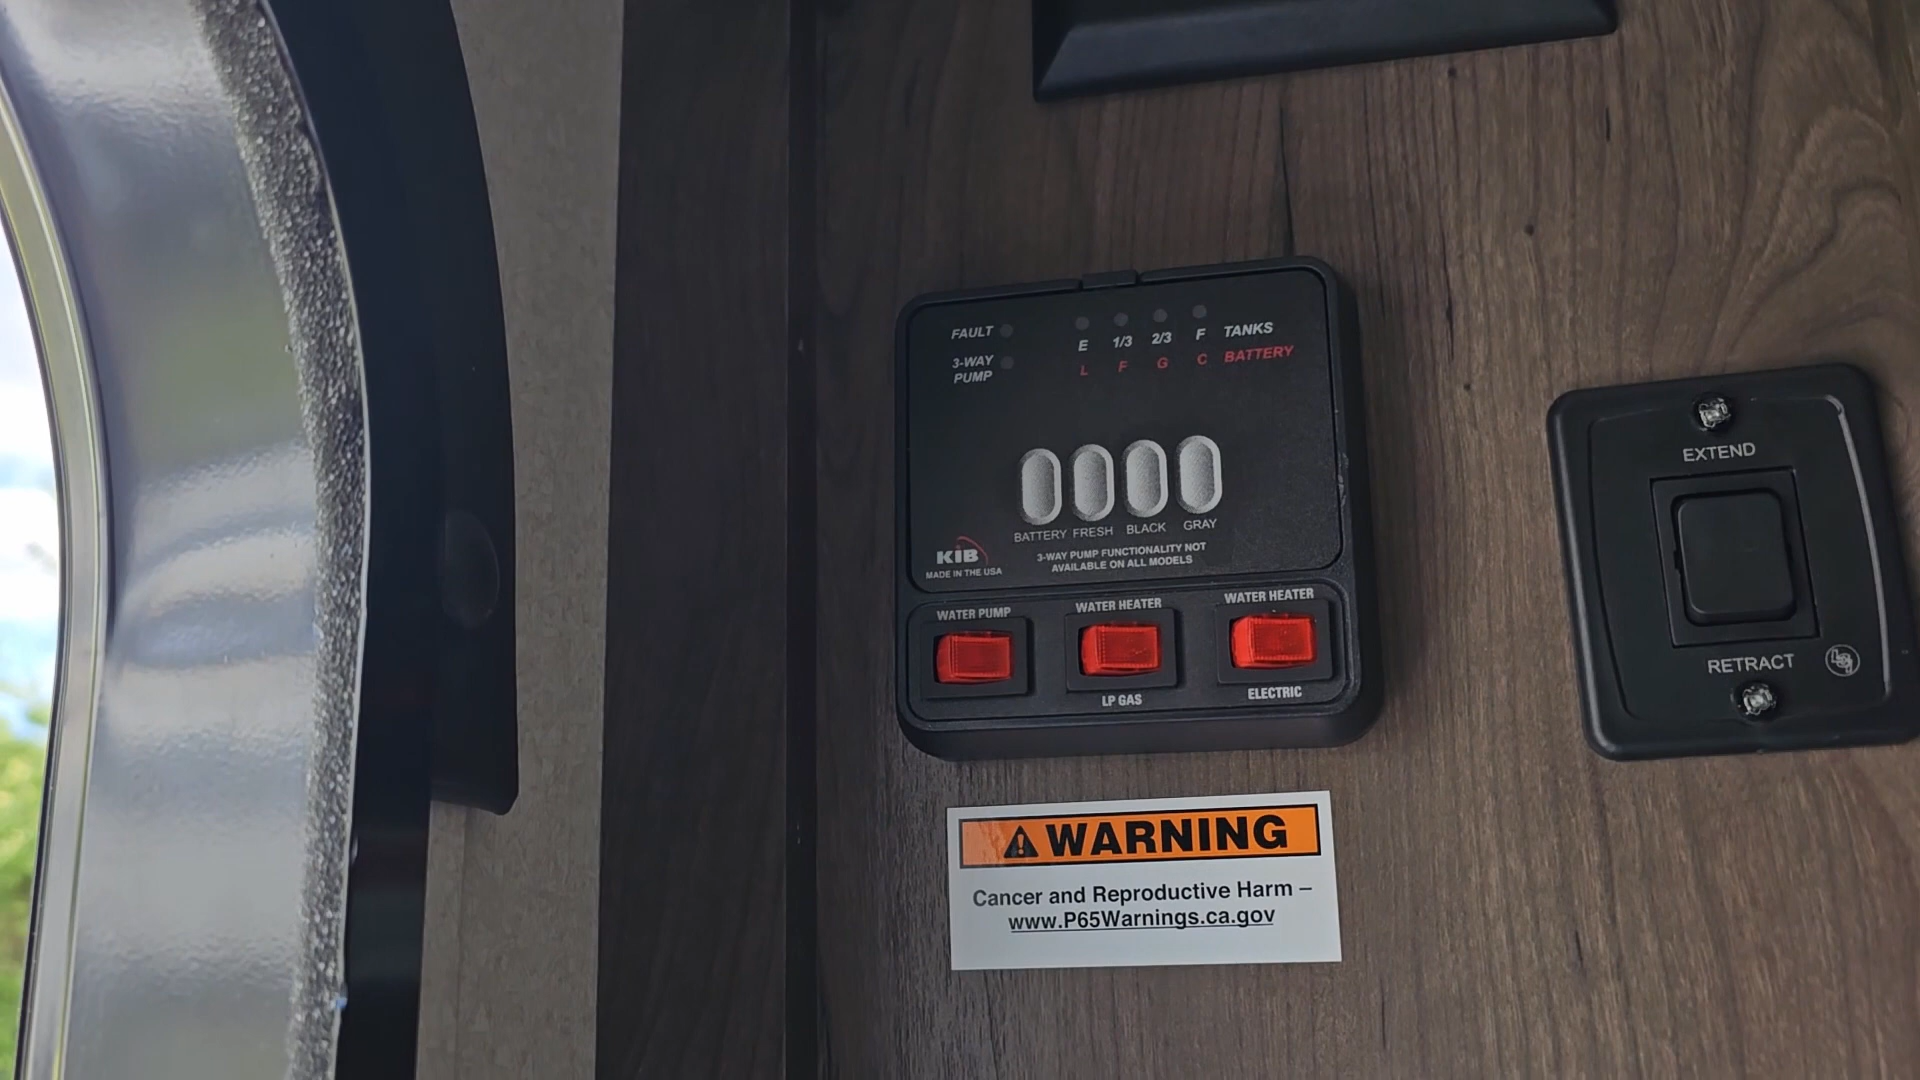 FAULT
3-WAY
PUMP
E 1/3 2/3 F TANKS
L F G C BATTERY
BATTERY FRESH BLACK GRAY
KIB
MADE IN THE USA
3-WAY PUMP FUNCTIONALITY NOT
AVAILABLE ON ALL MODELS
WATER PUMP
WATER HEATER
LP GAS
WATER HEATER
ELECTRIC
EXTEND
RETRACT
WARNING
Cancer and Reproductive Harm –
www.P65Warnings.ca.gov